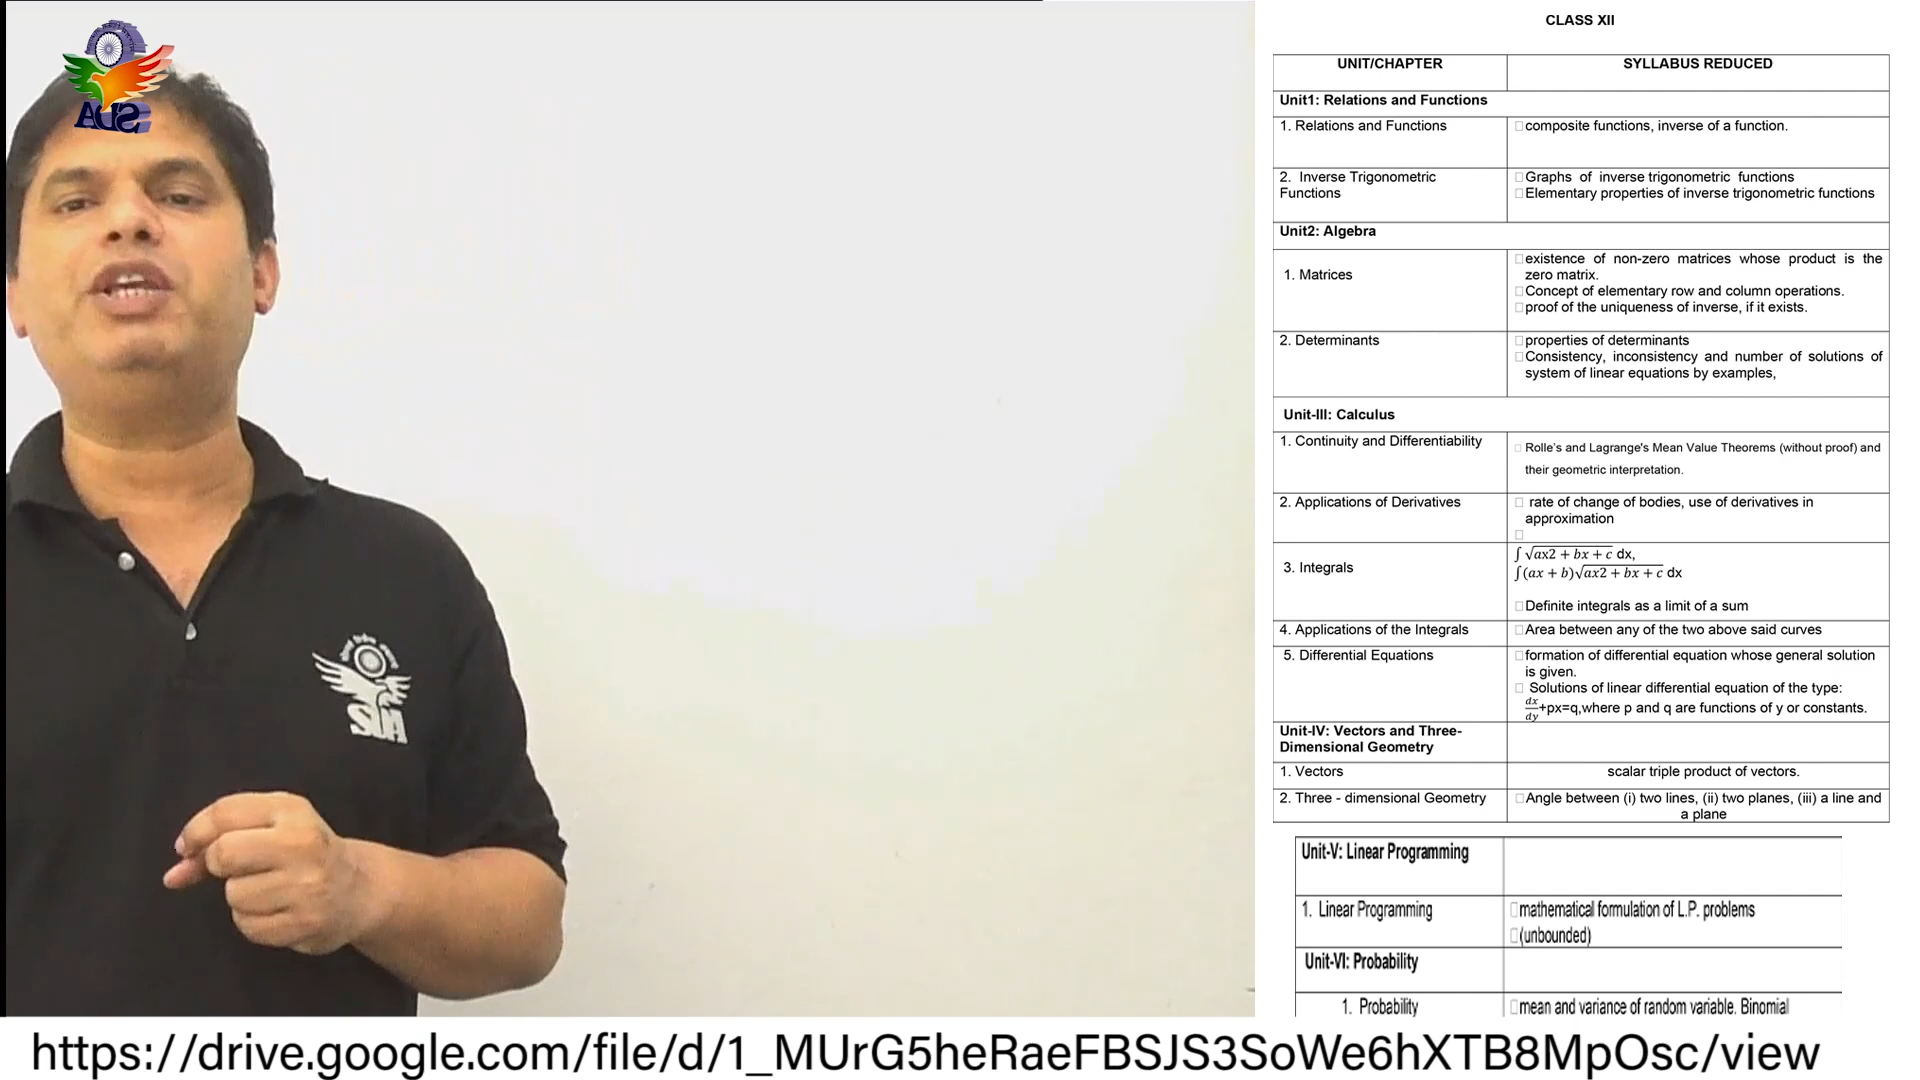 SUA
SUA
CLASS XII
UNIT/CHAPTER
SYLLABUS REDUCED
Unit1: Relations and Functions
1. Relations and Functions
composite functions, inverse of a function.
2. Inverse Trigonometric
Functions
Graphs of inverse trigonometric functions
Elementary properties of inverse trigonometric functions
Unit2: Algebra
1. Matrices
existence of non-zero matrices whose product is the
zero matrix.
Concept of elementary row and column operations.
proof of the uniqueness of inverse, if it exists.
2. Determinants
properties of determinants
Consistency, inconsistency and number of solutions of
system of linear equations by examples,
Unit-III: Calculus
1. Continuity and Differentiability
Rolle's and Lagrange's Mean Value Theorems (without proof) and
their geometric interpretation.
2. Applications of Derivatives
rate of change of bodies, use of derivatives in
approximation
3. Integrals
∫ √ax2 + bx + c dx,
∫(ax + b)√ax2 + bx + c dx
Definite integrals as a limit of a sum
4. Applications of the Integrals
Area between any of the two above said curves
5. Differential Equations
formation of differential equation whose general solution
is given.
Solutions of linear differential equation of the type:
dx/dy+px=q,where p and q are functions of y or constants.
Unit-IV: Vectors and Three-
Dimensional Geometry
1. Vectors
scalar triple product of vectors.
2. Three - dimensional Geometry
Angle between (i) two lines, (ii) two planes, (iii) a line and
a plane
Unit-V: Linear Programming
1. Linear Programming
mathematical formulation of L.P. problems
(unbounded)
Unit-VI: Probability
1. Probability
mean and variance of random variable. Binomial
https://drive.google.com/file/d/1_MUrG5heRaeFBSJS3SoWe6hXTB8MpOsc/view